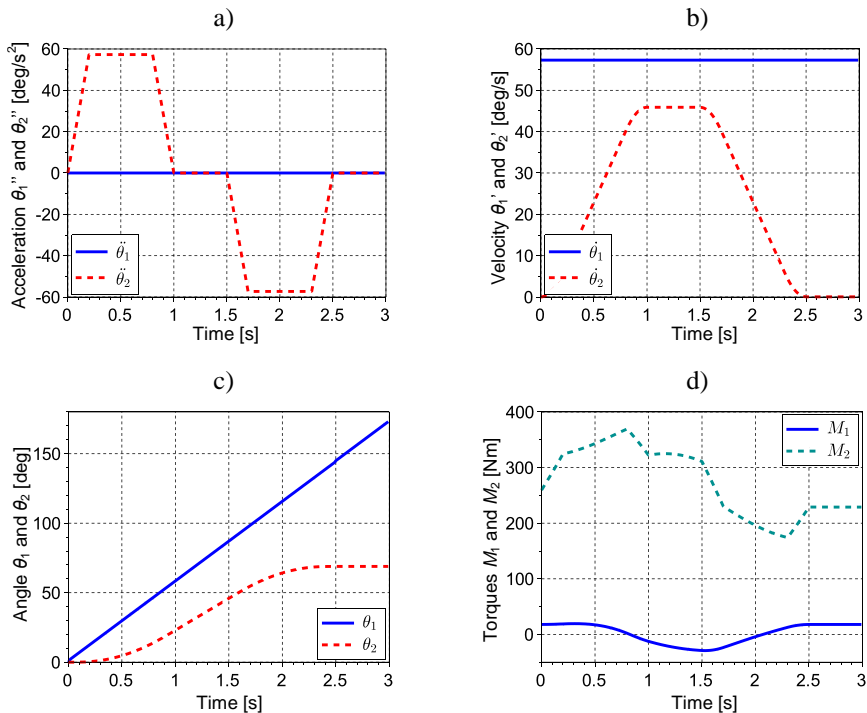 a)
Acceleration θ₁'' and θ₂'' [deg/s²]
60
40
20
0
-20
-40
-60
θ̈₁
θ̈₂
0 0.5 1 1.5 2 2.5 3
Time [s]
b)
Velocity θ₁' and θ₂' [deg/s]
60
50
40
30
20
10
0
θ̇₁
θ̇₂
0 0.5 1 1.5 2 2.5 3
Time [s]
c)
Angle θ₁ and θ₂ [deg]
150
100
50
0
θ₁
θ₂
0 0.5 1 1.5 2 2.5 3
Time [s]
d)
Torques M₁ and M₂ [Nm]
400
300
200
100
0
M₁
M₂
0 0.5 1 1.5 2 2.5 3
Time [s]